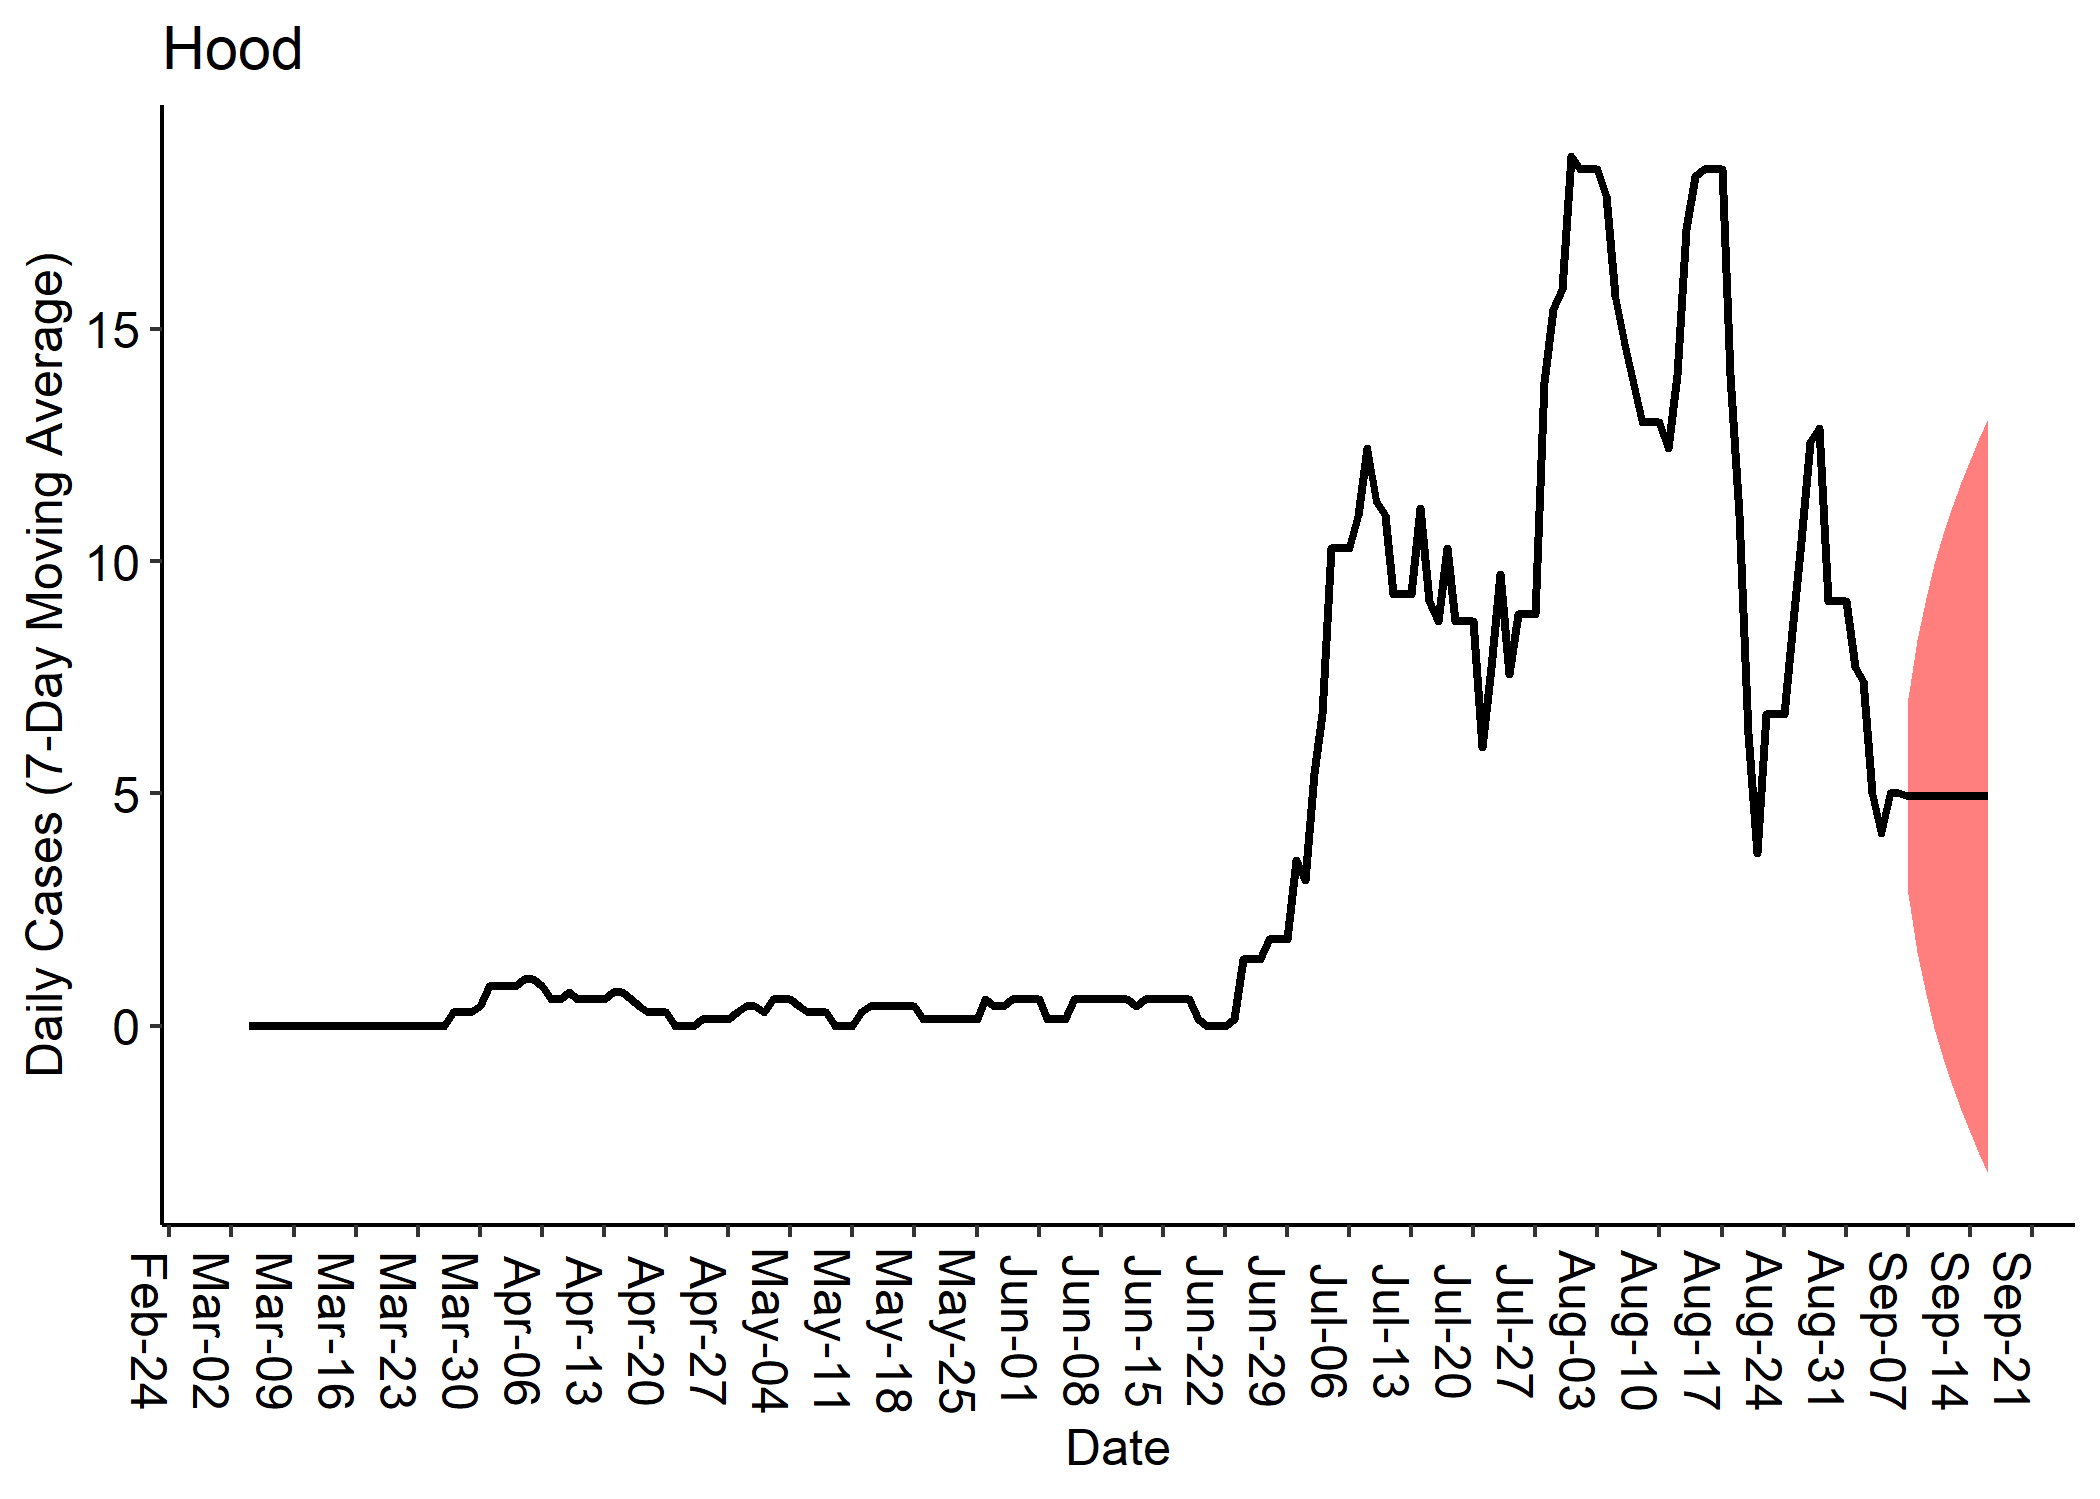 Hood
Daily Cases (7-Day Moving Average)
15
10
5
0
Feb-24
Mar-02
Mar-09
Mar-16
Mar-23
Mar-30
Apr-06
Apr-13
Apr-20
Apr-27
May-04
May-11
May-18
May-25
Jun-01
Jun-08
Jun-15
Jun-22
Jun-29
Jul-06
Jul-13
Jul-20
Jul-27
Aug-03
Aug-10
Aug-17
Aug-24
Aug-31
Sep-07
Sep-14
Sep-21
Date